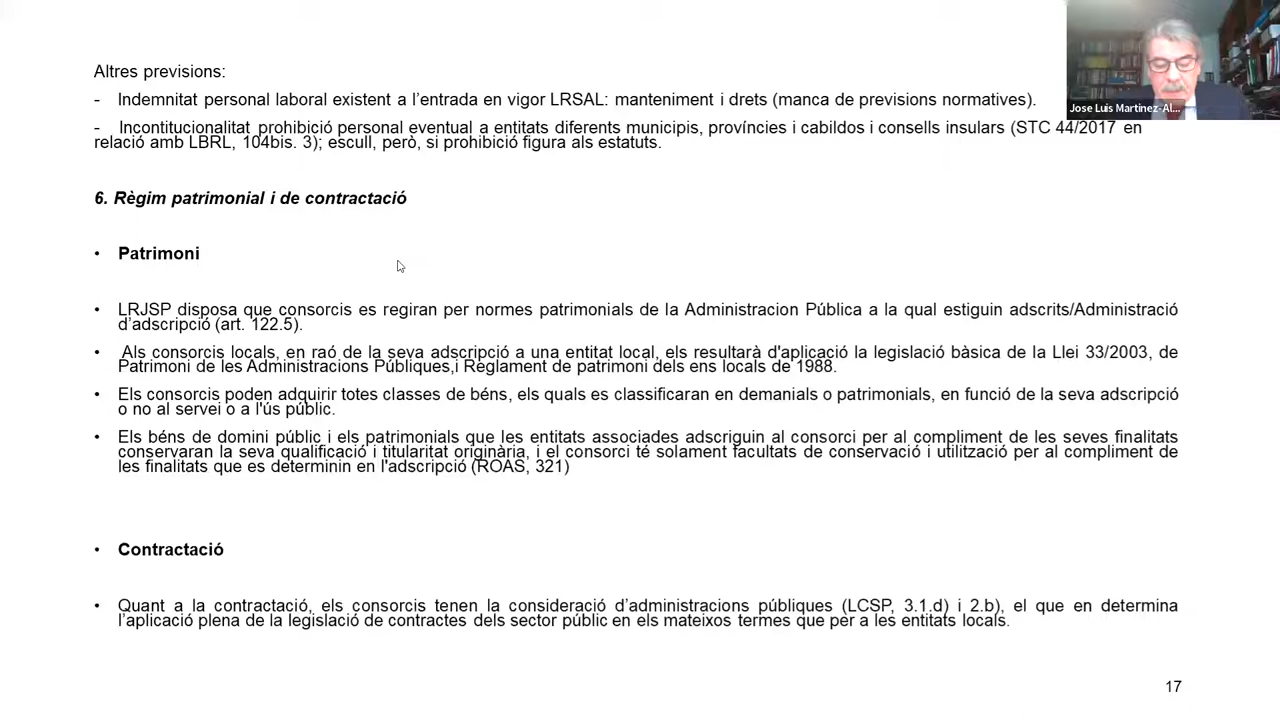 Altres previsions:
- Indemnitat personal laboral existent a l’entrada en vigor LRSAL: manteniment i drets (manca de previsions normatives).
- Incontitucionalitat prohibició personal eventual a entitats diferents municipis, províncies i cabildos i consells insulars (STC 44/2017 en
relació amb LBRL, 104bis. 3); escull, però, si prohibició figura als estatuts.
Jose Luis Martínez-Al...
6. Règim patrimonial i de contractació
• Patrimoni
• LRJSP disposa que consorcis es regiran per normes patrimonials de la Administracion Pública a la qual estiguin adscrits/Administració
d’adscripció (art. 122.5).
• Als consorcis locals, en raó de la seva adscripció a una entitat local, els resultarà d'aplicació la legislació bàsica de la Llei 33/2003, de
Patrimoni de les Administracions Públiques,i Reglament de patrimoni dels ens locals de 1988.
• Els consorcis poden adquirir totes classes de béns, els quals es classificaran en demanials o patrimonials, en funció de la seva adscripció
o no al servei o a l'ús públic.
• Els béns de domini públic i els patrimonials que les entitats associades adscriguin al consorci per al compliment de les seves finalitats
conservaran la seva qualificació i titularitat originària, i el consorci té solament facultats de conservació i utilització per al compliment de
les finalitats que es determinin en l'adscripció (ROAS, 321)
• Contractació
• Quant a la contractació, els consorcis tenen la consideració d’administracions públiques (LCSP, 3.1.d) i 2.b), el que en determina
l’aplicació plena de la legislació de contractes dels sector públic en els mateixos termes que per a les entitats locals.
17